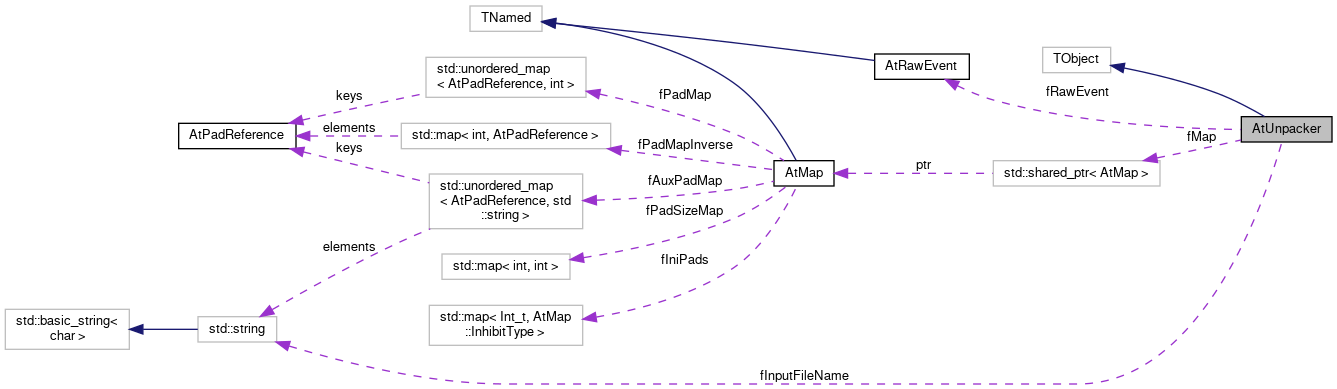 TNamed
std::unordered_map
< AtPadReference, int >
AtRawEvent
TObject
keys
fPadMap
fRawEvent
AtPadReference
elements
std::map< int, AtPadReference >
fPadMapInverse
fMap
AtUnpacker
keys
ptr
AtMap
std::shared_ptr< AtMap >
std::unordered_map
< AtPadReference, std
::string >
fAuxPadMap
fPadSizeMap
elements
std::map< int, int >
fIniPads
std::basic_string<
char >
std::string
std::map< Int_t, AtMap
::InhibitType >
fInputFileName